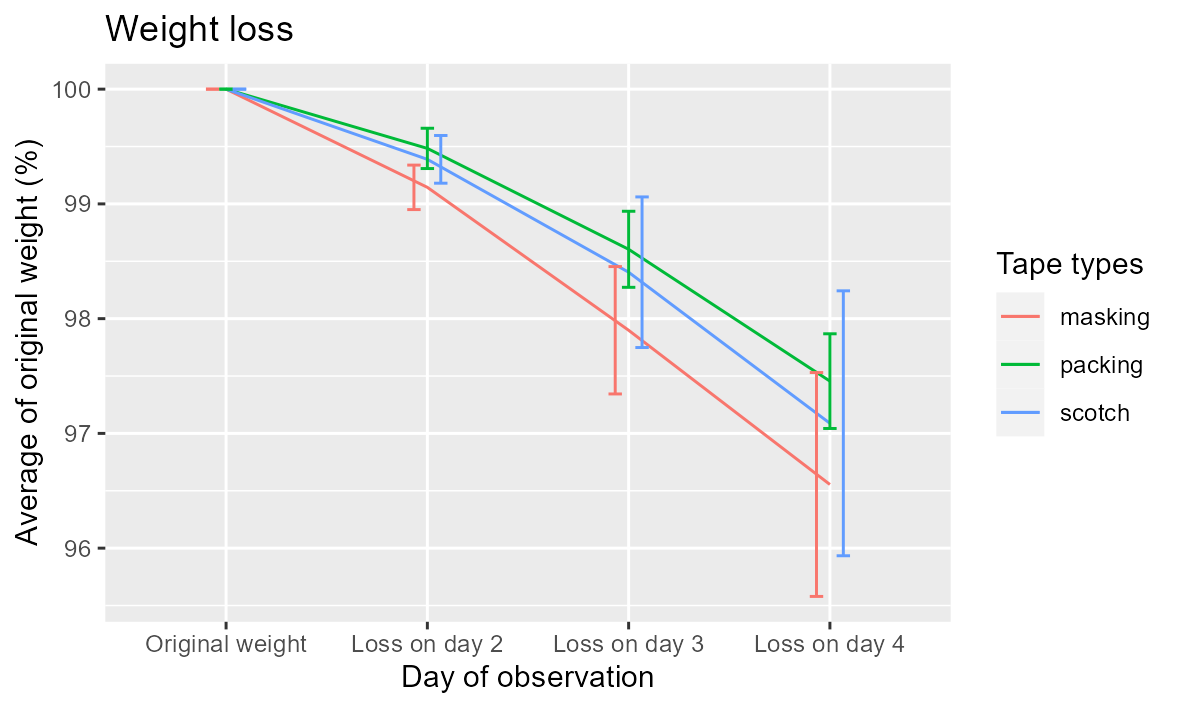 Weight loss
Average of original weight (%)
100
99
98
97
96
Original weight
Loss on day 2
Loss on day 3
Loss on day 4
Day of observation
Tape types
masking
packing
scotch